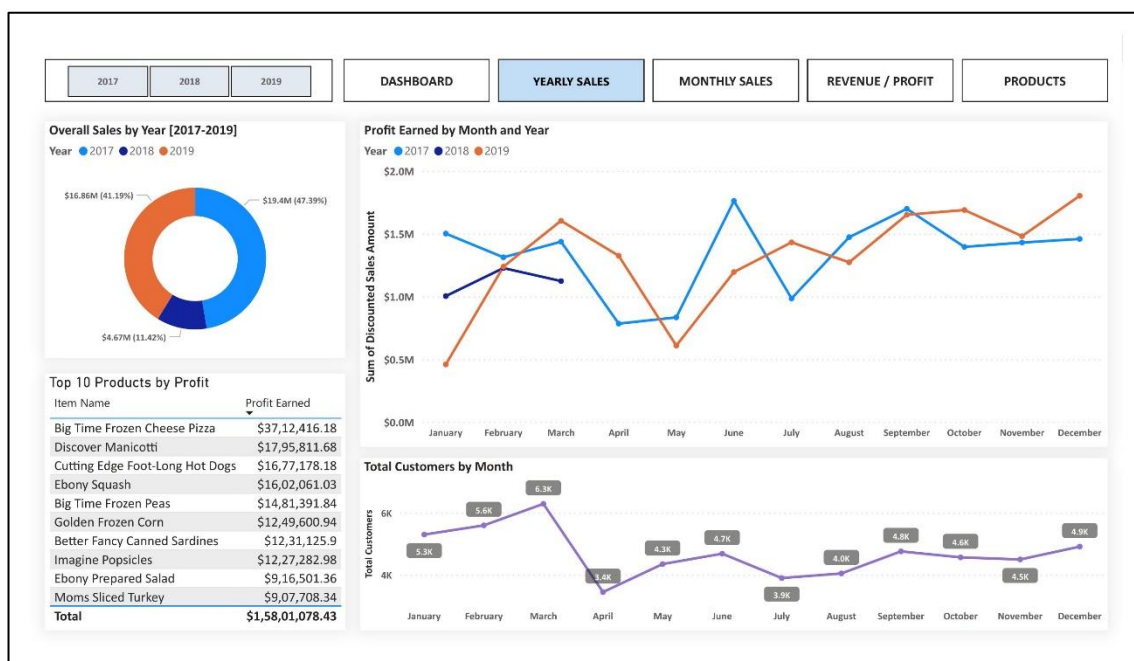 2017 2018 2019 DASHBOARD YEARLY SALES MONTHLY SALES REVENUE / PROFIT PRODUCTS
Overall Sales by Year [2017-2019]
Year 2017 2018 2019
$16.86M (41.19%)
$19.4M (47.39%)
$4.67M (11.42%)
Profit Earned by Month and Year
Year 2017 2018 2019
Sum of Discounted Sales Amount
$2.0M
$1.5M
$1.0M
$0.5M
$0.0M
January February March April May June July August September October November December
Top 10 Products by Profit
Item Name Profit Earned
Big Time Frozen Cheese Pizza $37,12,416.18
Discover Manicotti $17,95,811.68
Cutting Edge Foot-Long Hot Dogs $16,77,178.18
Ebony Squash $16,02,061.03
Big Time Frozen Peas $14,81,391.84
Golden Frozen Corn $12,49,600.94
Better Fancy Canned Sardines $12,31,125.9
Imagine Popsicles $12,27,282.98
Ebony Prepared Salad $9,16,501.36
Moms Sliced Turkey $9,07,708.34
Total $1,58,01,078.43
Total Customers by Month
Total Customers
6K
4K
5.3K 5.6K 6.3K 3.4K 4.3K 4.7K 3.9K 4.0K 4.8K 4.6K 4.5K 4.9K
January February March April May June July August September October November December